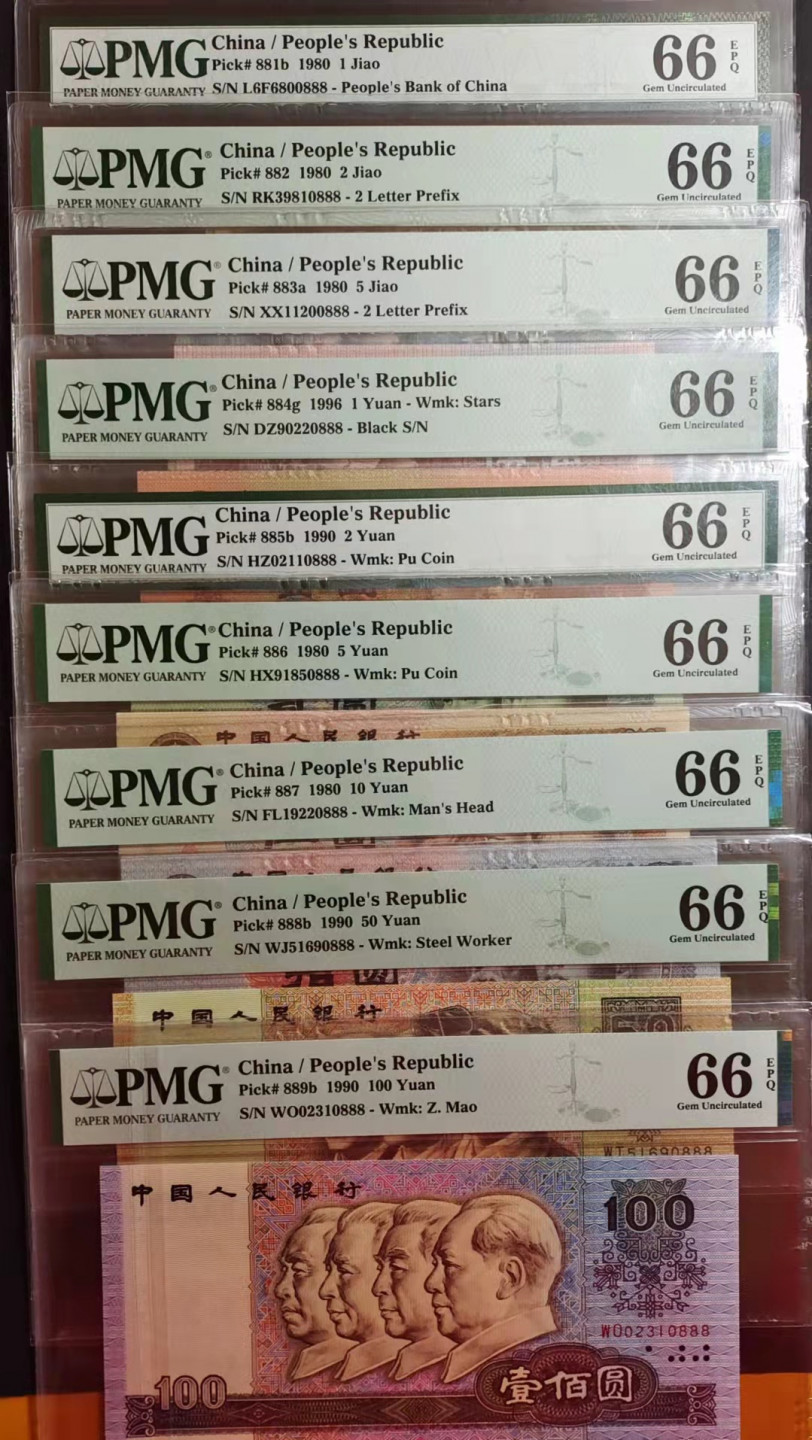 PMG China / People's Republic 66 EPQ
Pick# 881b 1980 1 Jiao
PAPER MONEY GUARANTY S/N L6F6800888 - People's Bank of China Gem Uncirculated
PMG® China / People's Republic 66 EPQ
Pick# 882 1980 2 Jiao
PAPER MONEY GUARANTY S/N RK39810888 - 2 Letter Prefix Gem Uncirculated
PMG® China / People's Republic 66 EPQ
Pick# 883a 1980 5 Jiao
PAPER MONEY GUARANTY S/N XX11200888 - 2 Letter Prefix Gem Uncirculated
PMG® China / People's Republic 66 EPQ
Pick# 884g 1996 1 Yuan - Wmk: Stars
PAPER MONEY GUARANTY S/N DZ90220888 - Black S/N Gem Uncirculated
PMG China / People's Republic 66 EPQ
Pick# 885b 1990 2 Yuan
PAPER MONEY GUARANTY S/N HZ02110888 - Wmk: Pu Coin Gem Uncirculated
PMG® China / People's Republic 66 EPQ
Pick# 886 1980 5 Yuan
PAPER MONEY GUARANTY S/N HX91850888 - Wmk: Pu Coin Gem Uncirculated
中国人民银行
PMG® China / People's Republic 66 EPQ
Pick# 887 1980 10 Yuan
PAPER MONEY GUARANTY S/N FL19220888 - Wmk: Man's Head Gem Uncirculated
PMG® China / People's Republic 66 EPQ
Pick# 888b 1990 50 Yuan
PAPER MONEY GUARANTY S/N WJ51690888 - Wmk: Steel Worker Gem Uncirculated
中国人民银行 50
PMG® China / People's Republic 66 EPQ
Pick# 889b 1990 100 Yuan
PAPER MONEY GUARANTY S/N WO02310888 - Wmk: Z. Mao Gem Uncirculated
中国人民银行
100
WO02310888
100 壹佰圆